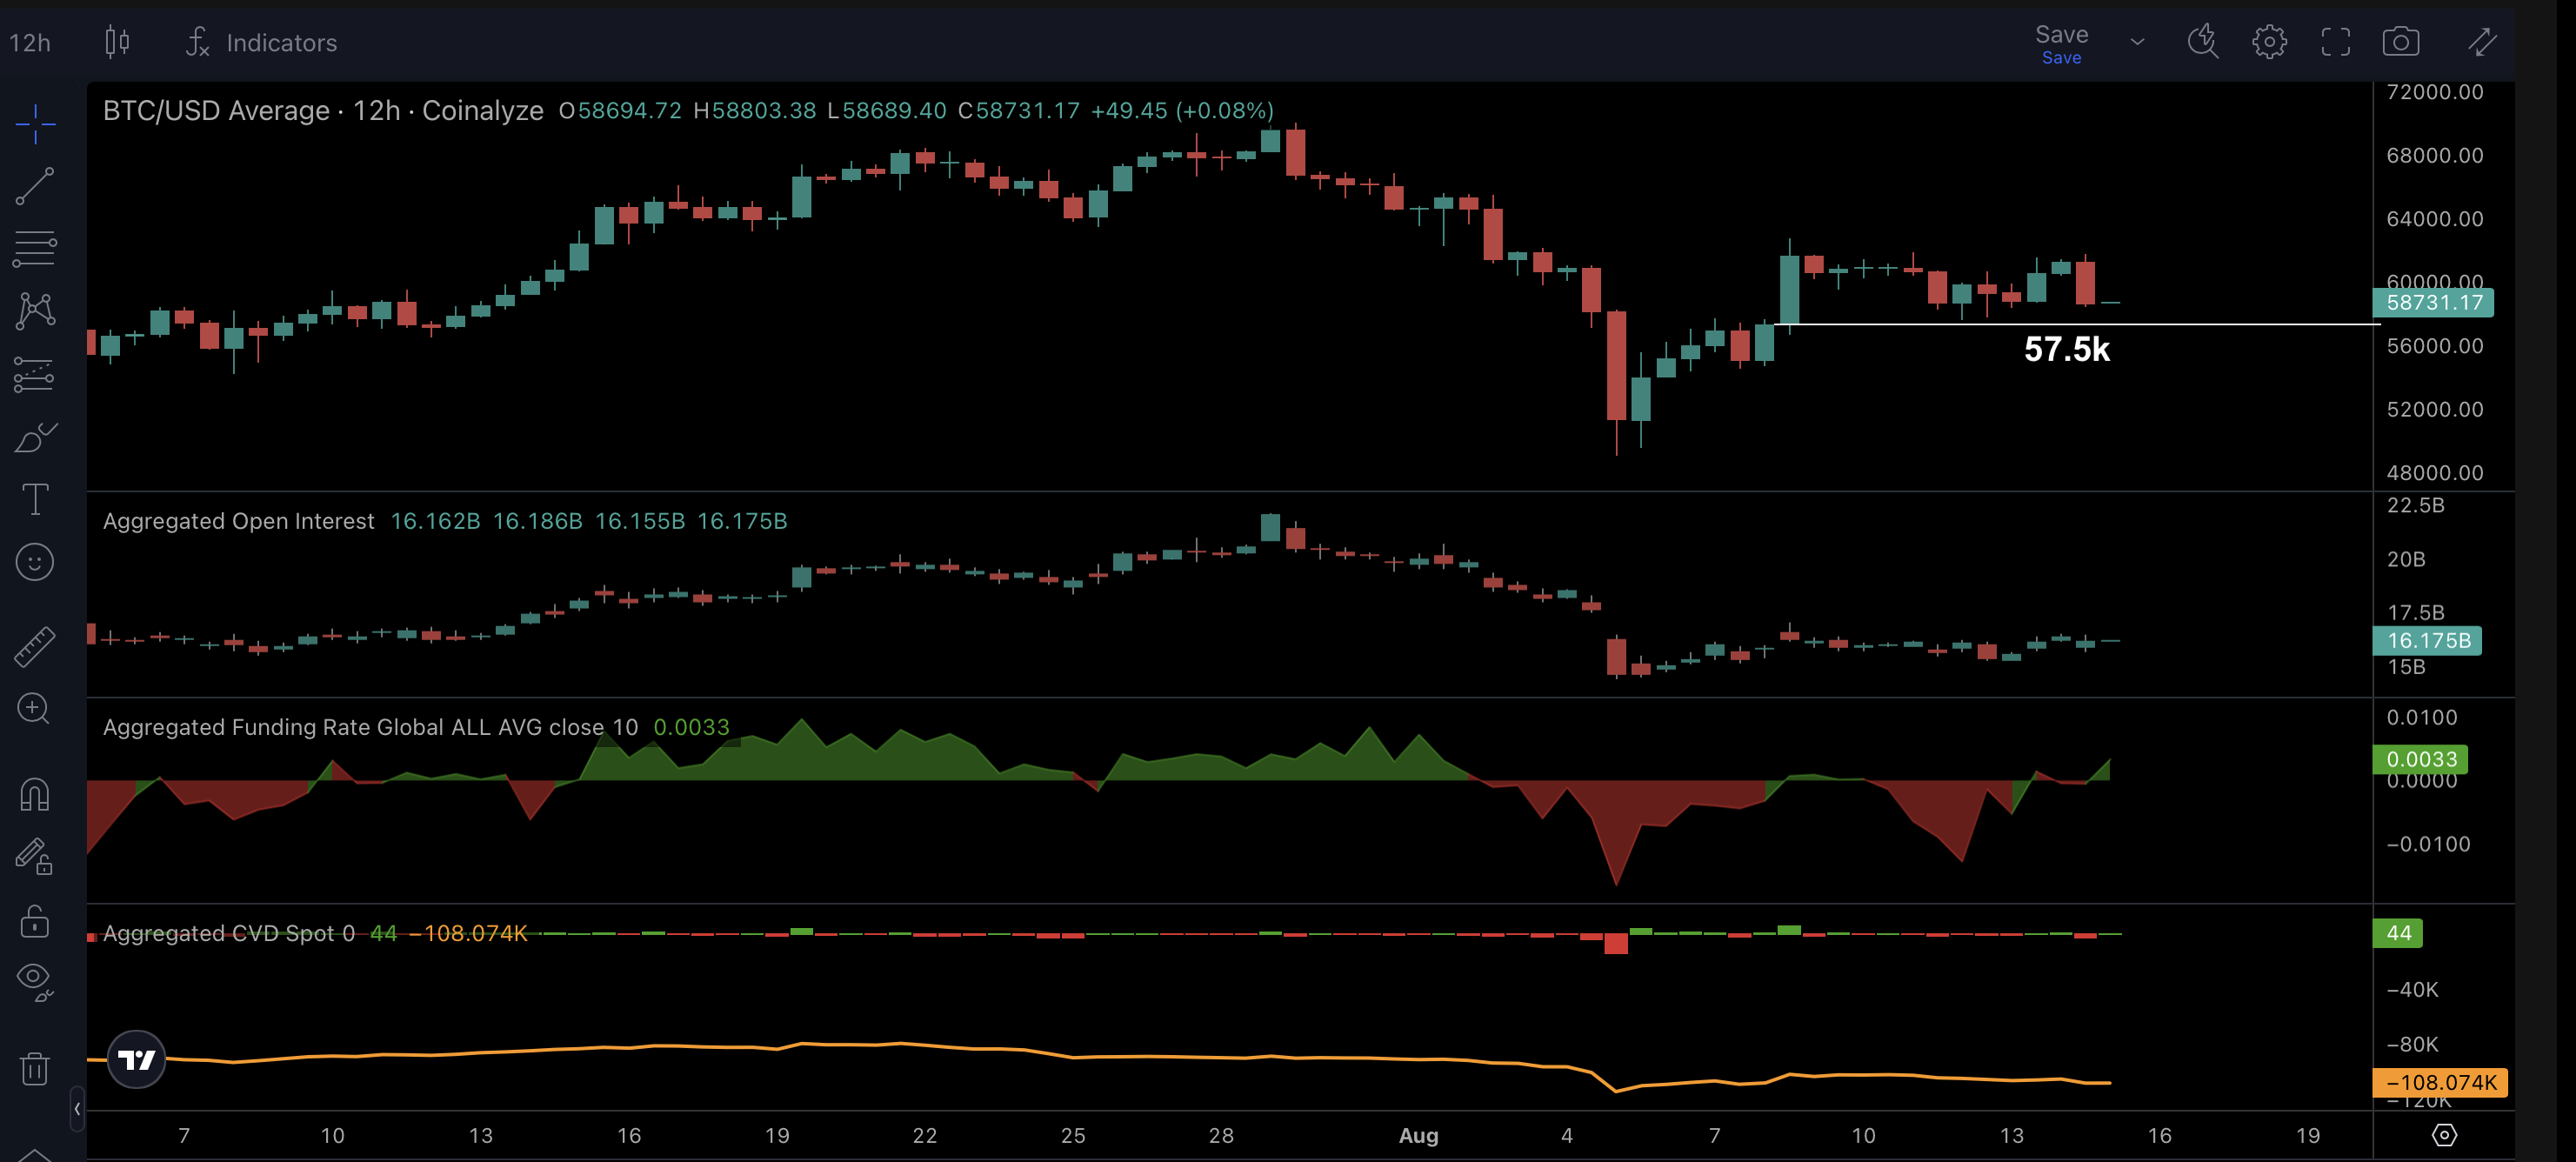 12h Indicators Save
Save
BTC/USD Average · 12h · Coinalyze O58694.72 H58803.38 L58689.40 C58731.17 +49.45 (+0.08%)
72000.00
68000.00
64000.00
60000.00
58731.17
57.5k
56000.00
52000.00
48000.00
Aggregated Open Interest 16.162B 16.186B 16.155B 16.175B
22.5B
20B
17.5B
16.175B
15B
Aggregated Funding Rate Global ALL AVG close 10 0.0033
0.0100
0.0033
0.0000
−0.0100
Aggregated CVD Spot 0 44 −108.074K
44
−40K
−80K
−108.074K
−120K
7 10 13 16 19 22 25 28 Aug 4 7 10 13 16 19